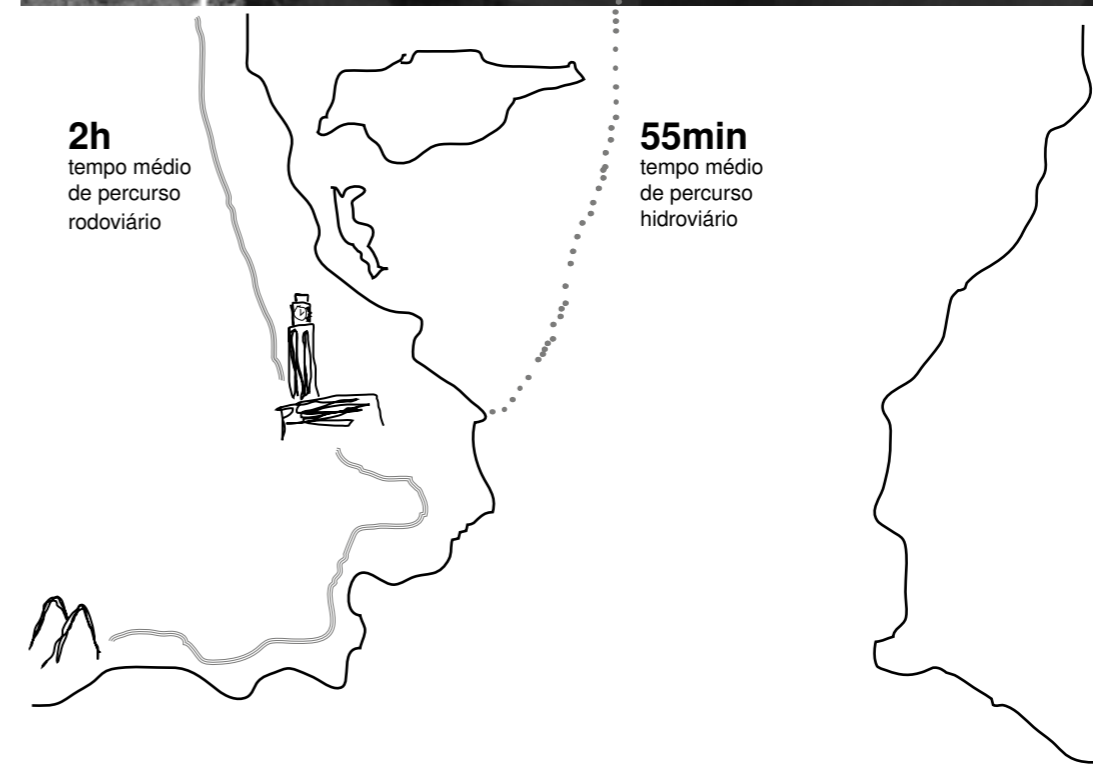 2h
tempo médio
de percurso
rodoviário
55min
tempo médio
de percurso
hidroviário